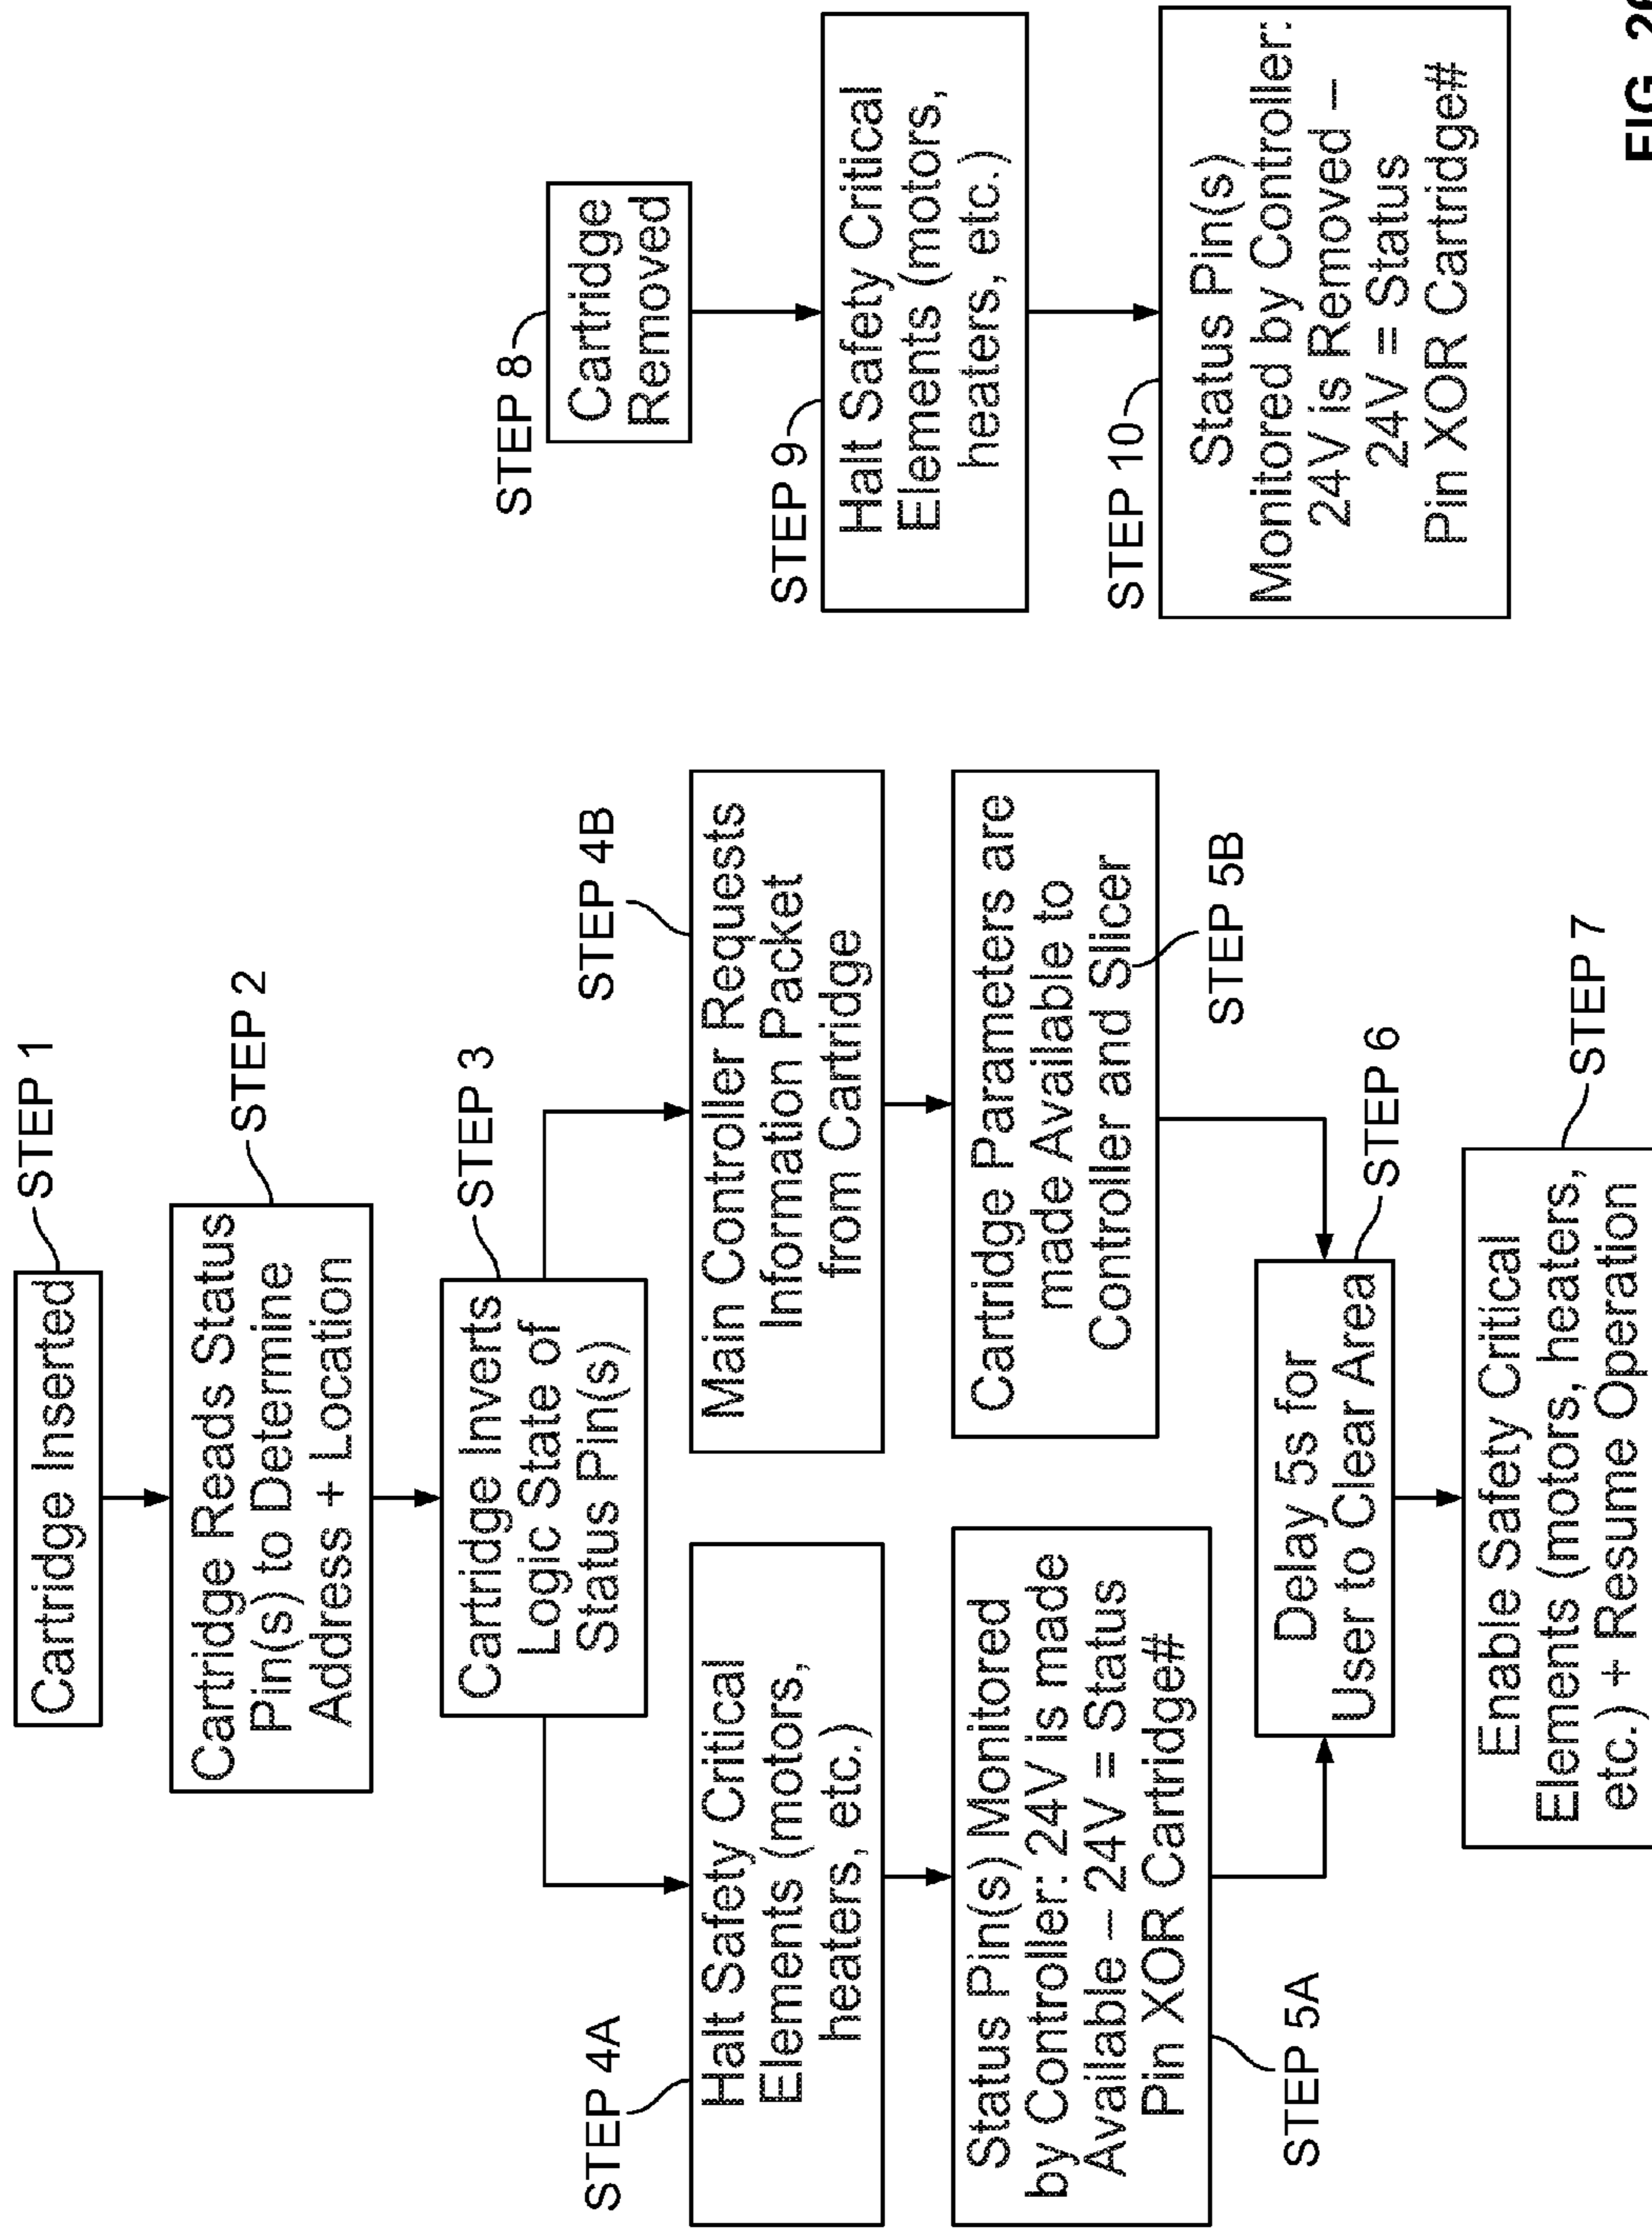 STEP 1
Cartridge Inserted
STEP 2
Cartridge Reads Status
Pin(s) to Determine
Address + Location
STEP 3
Cartridge Inverts
Logic State of
Status Pin(s)
STEP 4A
Halt Safety Critical
Elements (motors,
heaters, etc.)
STEP 4B
Main Controller Requests
Information Packet
from Cartridge
Status Pin(s) Monitored
by Controller: 24V is made
Available – 24V = Status
Pin XOR Cartridge#
STEP 5A
Cartridge Parameters are
made Available to
Controller and Slicer
STEP 5B
Delay 5s for
User to Clear Area
STEP 6
Enable Safety Critical
Elements (motors, heaters,
etc.) + Resume Operation
STEP 7
STEP 8
Cartridge
Removed
STEP 9
Halt Safety Critical
Elements (motors,
heaters, etc.)
STEP 10
Status Pin(s)
Monitored by Controller:
24V is Removed –
24V = Status
Pin XOR Cartridge#
FIG.